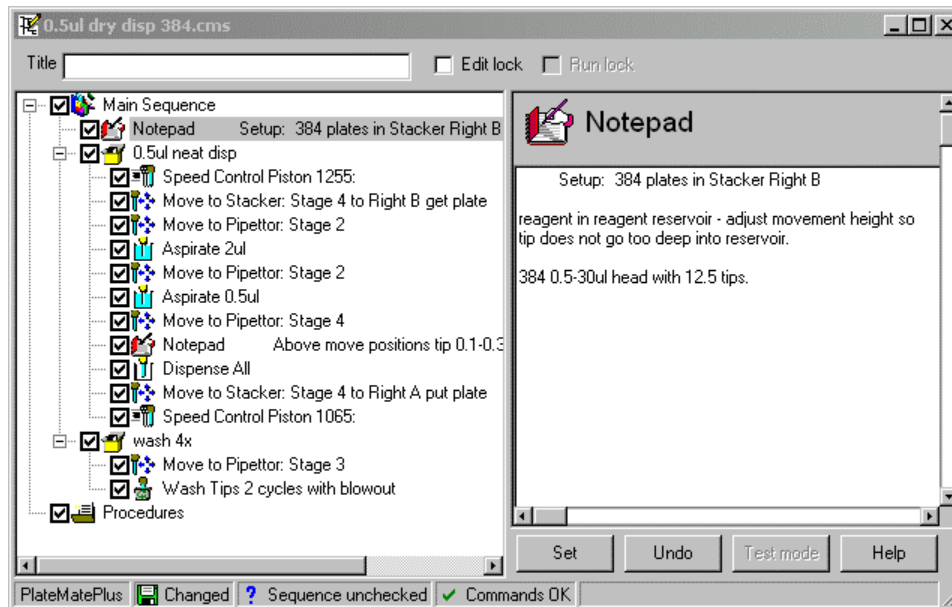 0.5ul dry disp 384.cms
Title
Edit lock
Run lock
Main Sequence
Notepad Setup: 384 plates in Stacker Right B
0.5ul neat disp
Speed Control Piston 1255:
Move to Stacker: Stage 4 to Right B get plate
Move to Pipettor: Stage 2
Aspirate 2ul
Move to Pipettor: Stage 2
Aspirate 0.5ul
Move to Pipettor: Stage 4
Notepad Above move positions tip 0.1-0.3
Dispense All
Move to Stacker: Stage 4 to Right A put plate
Speed Control Piston 1065:
wash 4x
Move to Pipettor: Stage 3
Wash Tips 2 cycles with blowout
Procedures
Notepad
Setup: 384 plates in Stacker Right B
reagent in reagent reservoir - adjust movement height so
tip does not go too deep into reservoir.
384 0.5-30ul head with 12.5 tips.
Set
Undo
Test mode
Help
PlateMatePlus
Changed
? Sequence unchecked
Commands OK